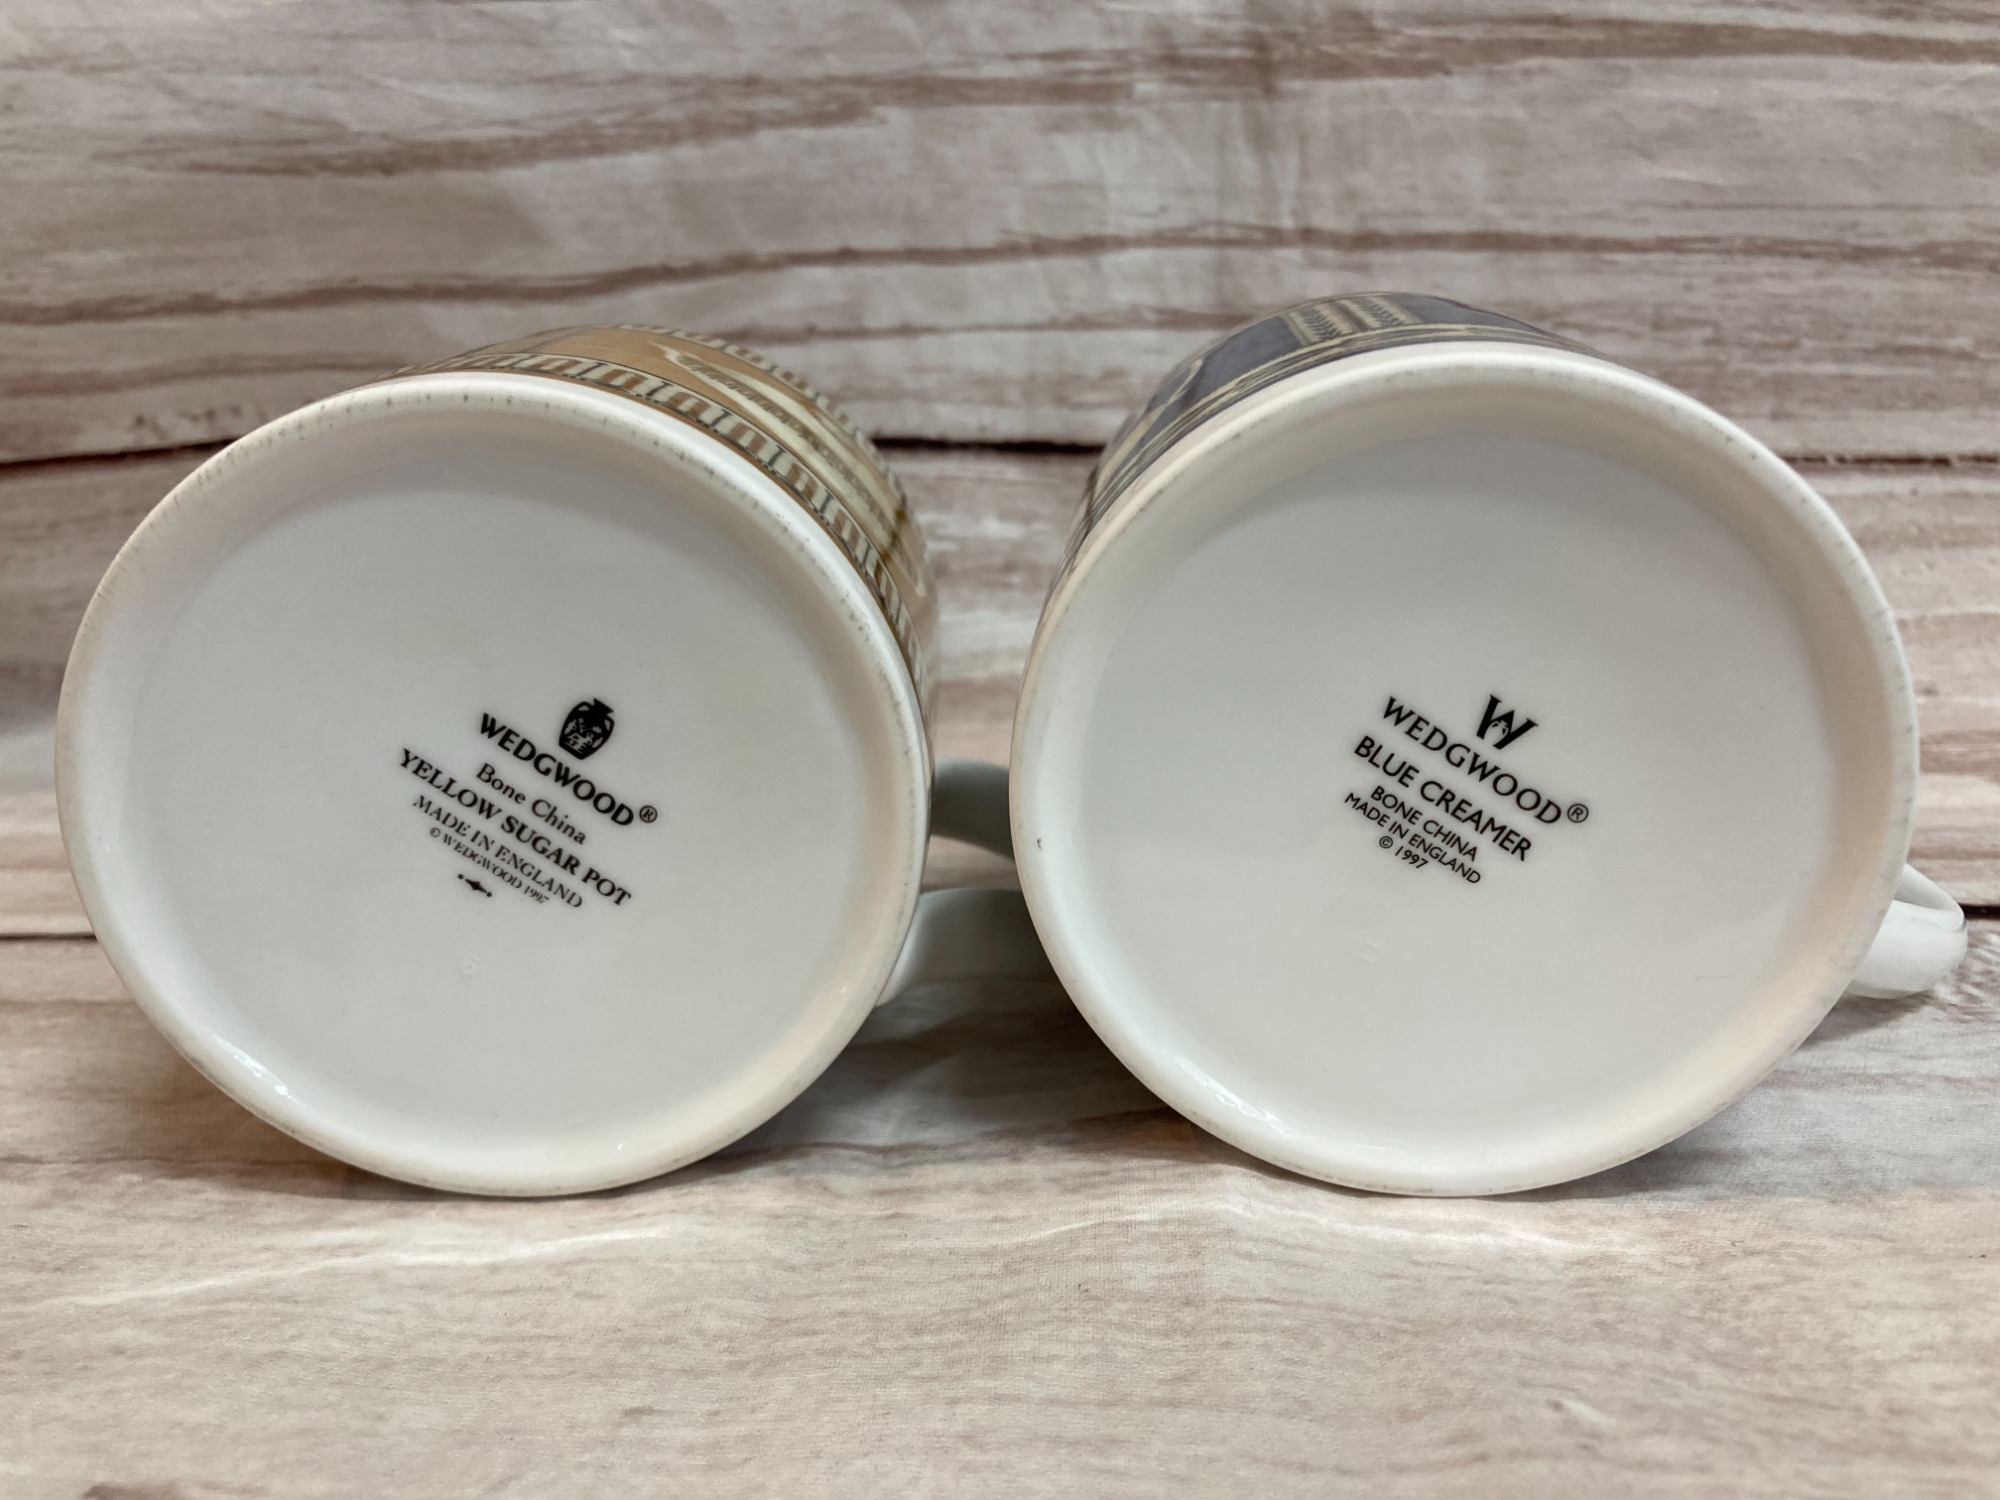 WEDGWOOD®
Bone China
YELLOW SUGAR POT
MADE IN ENGLAND
© WEDGWOOD 1997
6
W
WEDGWOOD®
BLUE CREAMER
BONE CHINA
MADE IN ENGLAND
© 1997